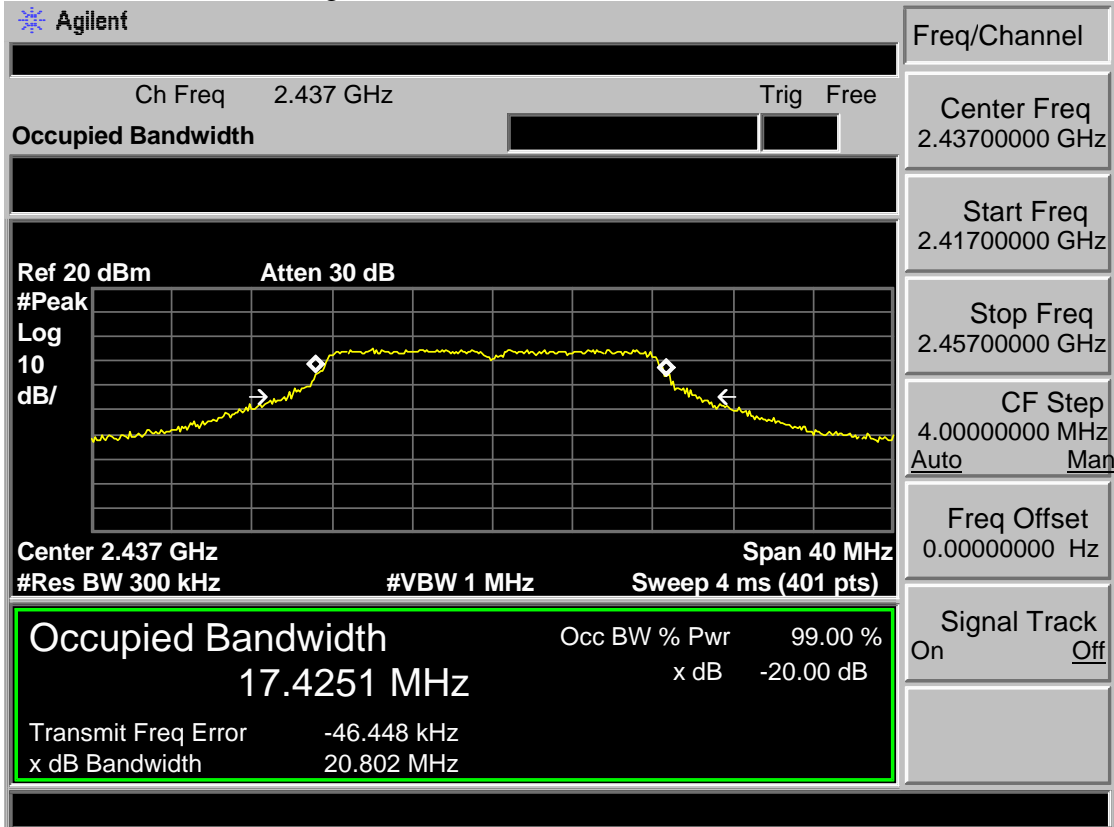 Agilent
Freq/Channel
Ch Freq 2.437 GHz Trig Free
Occupied Bandwidth
Center Freq
2.43700000 GHz
Start Freq
2.41700000 GHz
Stop Freq
2.45700000 GHz
CF Step
4.00000000 MHz
Auto Man
Freq Offset
0.00000000 Hz
Signal Track
On Off
Ref 20 dBm Atten 30 dB
#Peak
Log
10
dB/
Center 2.437 GHz Span 40 MHz
#Res BW 300 kHz #VBW 1 MHz Sweep 4 ms (401 pts)
Occupied Bandwidth Occ BW % Pwr 99.00 %
17.4251 MHz x dB -20.00 dB
Transmit Freq Error -46.448 kHz
x dB Bandwidth 20.802 MHz